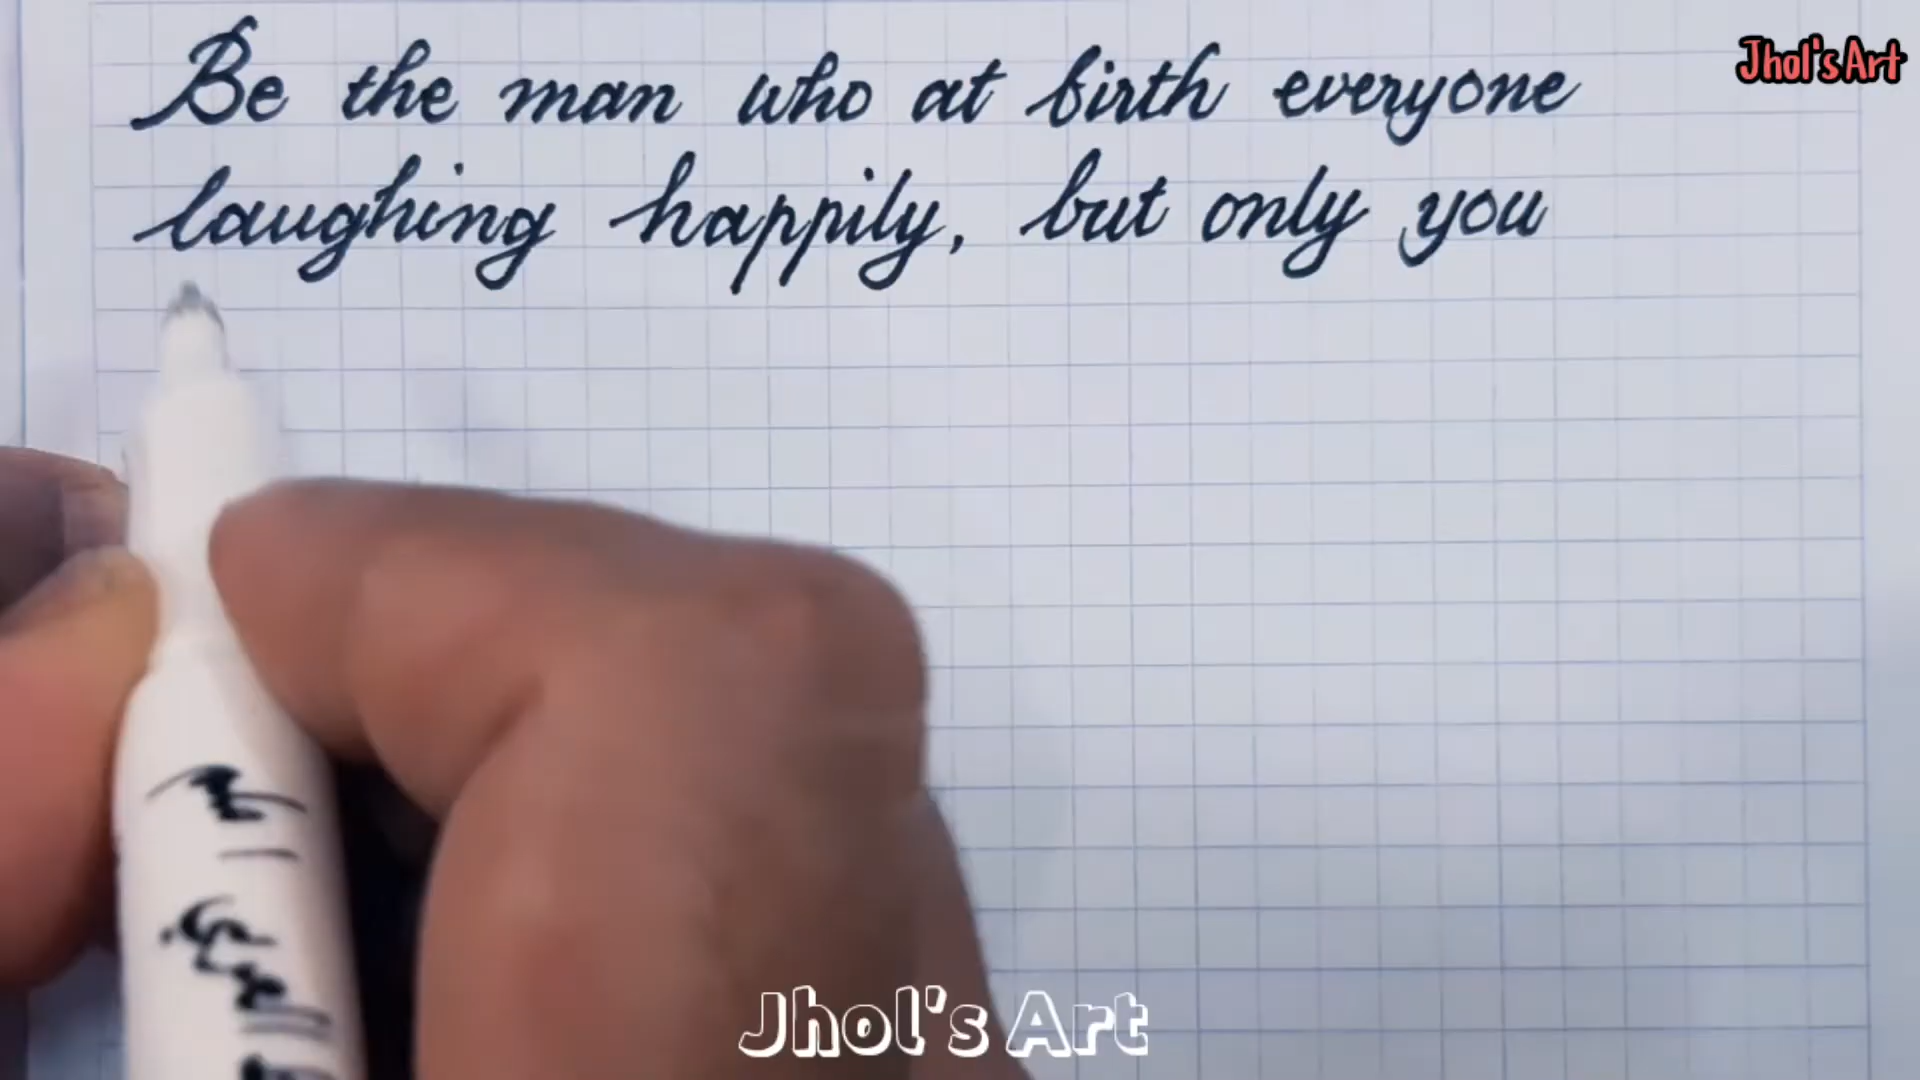 Be the man who at birth everyone
laughing happily, but only you
Jhol's Art
Jhol's Art